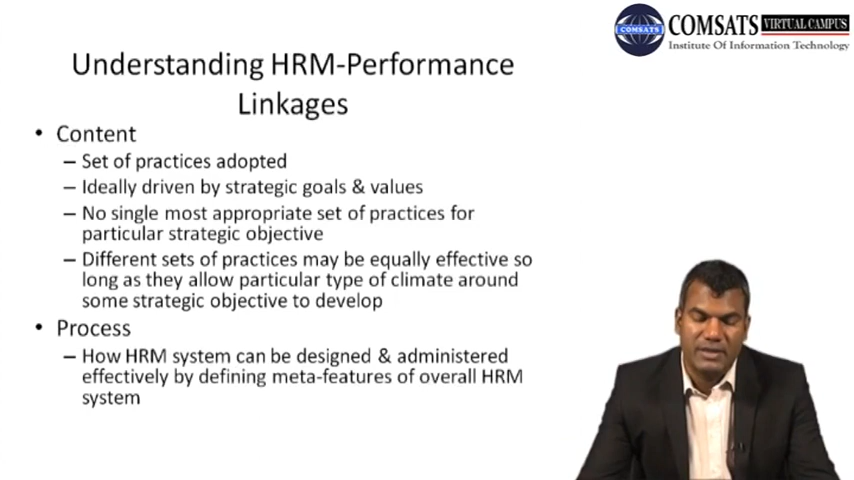 COMSATS VIRTUAL CAMPUS
COMSATS
Institute Of Information Technology
Understanding HRM-Performance
Linkages
• Content
– Set of practices adopted
– Ideally driven by strategic goals & values
– No single most appropriate set of practices for
particular strategic objective
– Different sets of practices may be equally effective so
long as they allow particular type of climate around
some strategic objective to develop
• Process
– How HRM system can be designed & administered
effectively by defining meta-features of overall HRM
system